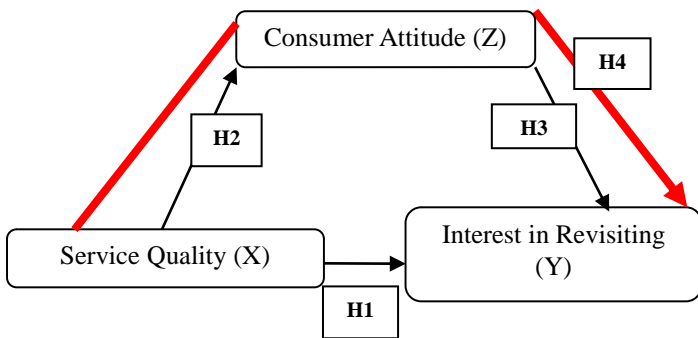 Consumer Attitude (Z)
H4
H2
H3
Service Quality (X)
Interest in Revisiting
(Y)
H1